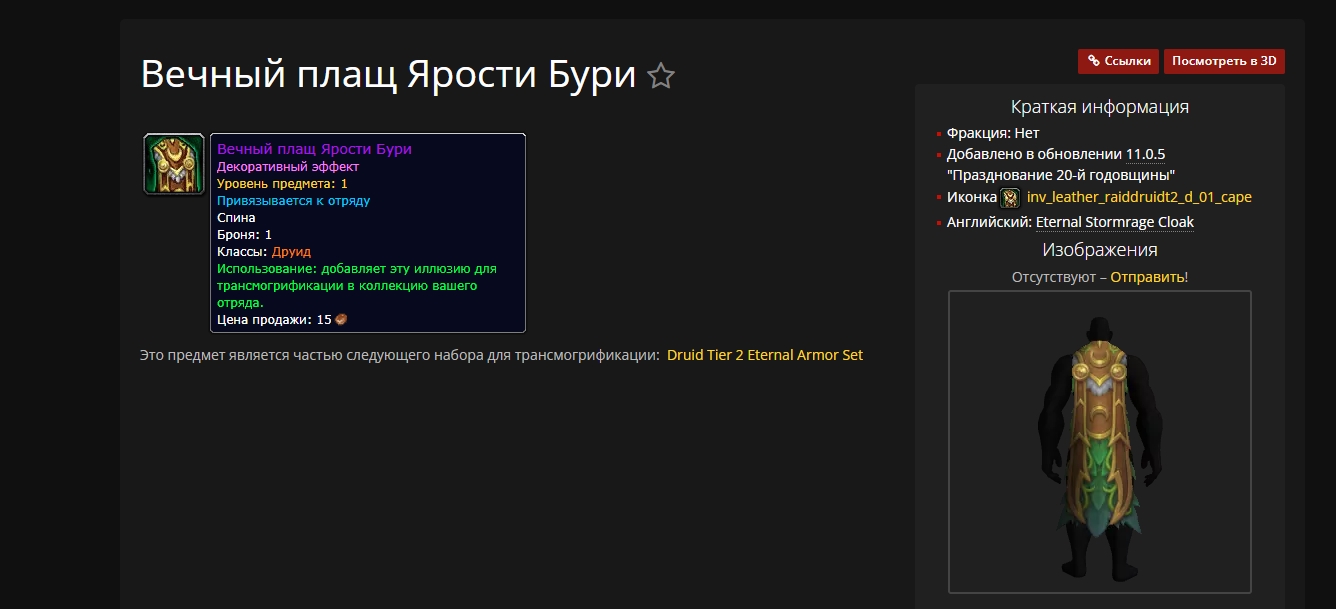 Вечный плащ Ярости Бури
Ссылки
Посмотреть в 3D
Вечный плащ Ярости Бури
Декоративный эффект
Уровень предмета: 1
Привязывается к отряду
Спина
Броня: 1
Классы: Друид
Использование: добавляет эту иллюзию для
трансмогрификации в коллекцию вашего
отряда.
Цена продажи: 15
Это предмет является частью следующего набора для трансмогрификации: Druid Tier 2 Eternal Armor Set
Краткая информация
Фракция: Нет
Добавлено в обновлении 11.0.5
"Празднование 20-й годовщины"
Иконка inv_leather_raiddruidt2_d_01_cape
Английский: Eternal Stormrage Cloak
Изображения
Отсутствуют – Отправить!